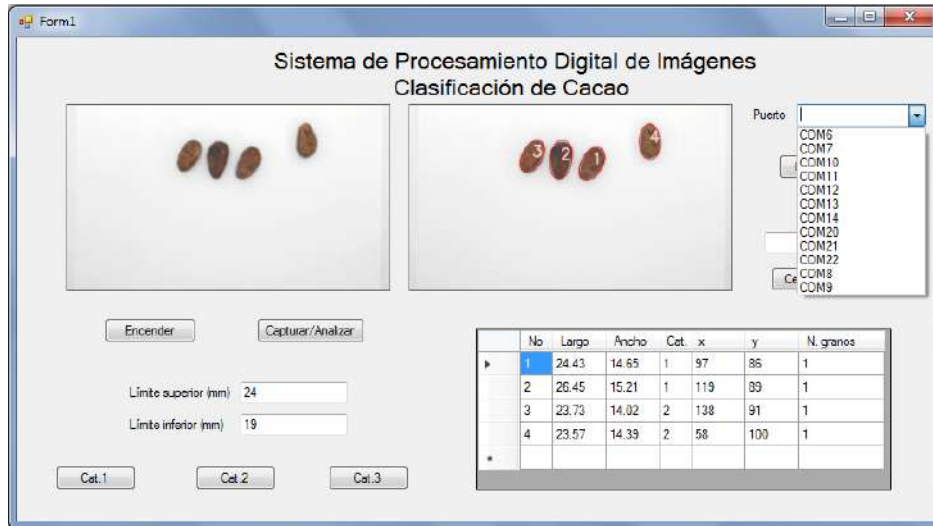 Form1
Sistema de Procesamiento Digital de Imágenes
Clasificación de Cacao
3 2 1 4
Puerto
COM6
COM7
COM10
COM11
COM12
COM13
COM14
COM20
COM21
COM22
COM8
COM9
Ce
Encender Capturar/Analizar
Límite superior (mm) 24
Límite inferior (mm) 19
Cat.1 Cat.2 Cat.3
No Largo Ancho Cat. x y N. granos
1 24.43 14.65 1 97 86 1
2 26.45 15.21 1 119 89 1
3 23.73 14.02 2 138 91 1
4 23.57 14.39 2 58 100 1